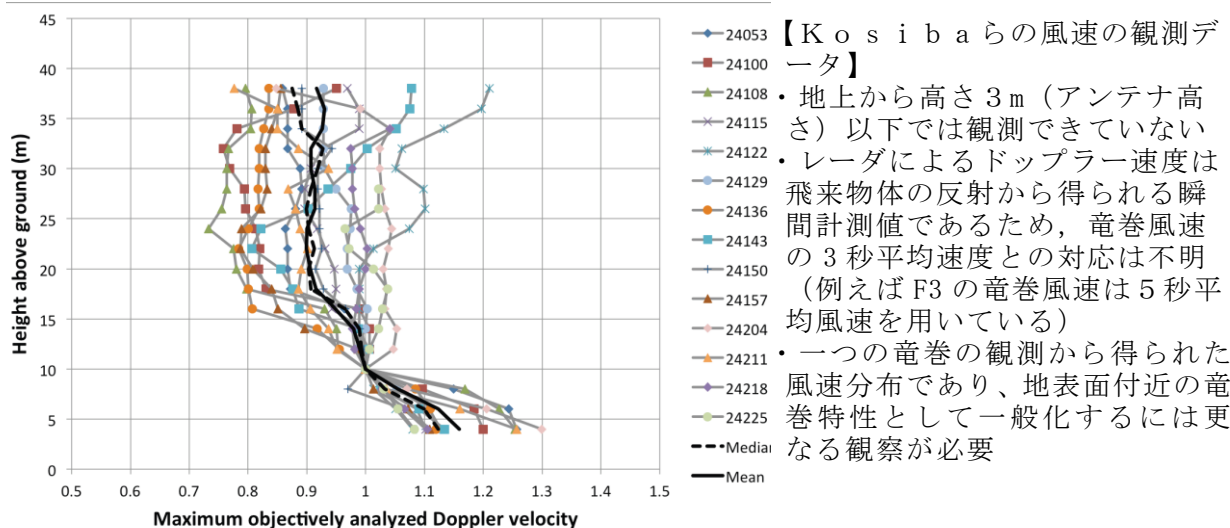 45
40
35
30
25
20
15
10
5
0
Height above ground (m)
0.5 0.6 0.7 0.8 0.9 1 1.1 1.2 1.3 1.4 1.5
Maximum objectively analyzed Doppler velocity
24053
24100
24108
24115
24122
24129
24136
24143
24150
24157
24204
24211
24218
24225
Media
Mean
【Ｋｏｓｉｂａらの風速の観測デ
ータ】
・地上から高さ３ｍ（アンテナ高
さ）以下では観測できていない
・レーダによるドップラー速度は
飛来物体の反射から得られる瞬
間計測値であるため，竜巻風速
の３秒平均速度との対応は不明
（例えば F3 の竜巻風速は５秒平
均風速を用いている）
・一つの竜巻の観測から得られた
風速分布であり、地表面付近の竜
巻特性として一般化するには更
なる観察が必要